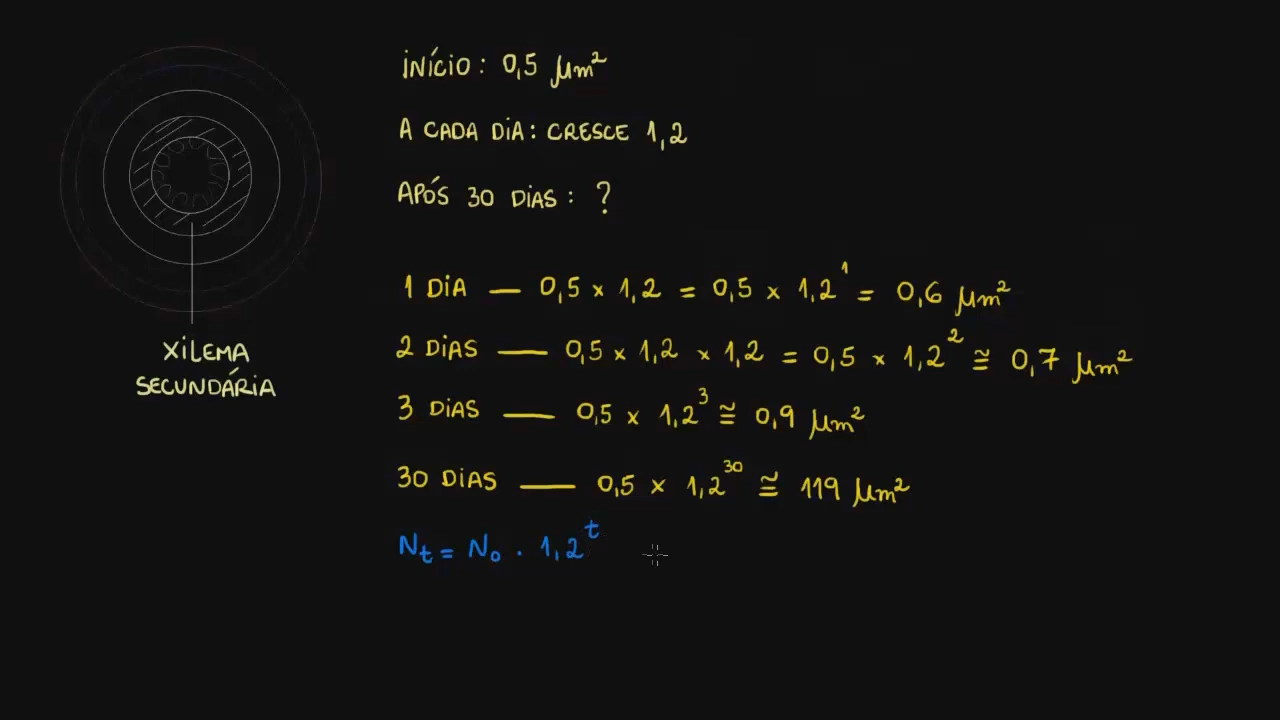 INÍCIO: 0,5 μm²
A CADA DIA: CRESCE 1,2
APÓS 30 DIAS: ?
1 DIA — 0,5 × 1,2 = 0,5 × 1,2¹ = 0,6 μm²
2 DIAS — 0,5 × 1,2 × 1,2 = 0,5 × 1,2² ≅ 0,7 μm²
3 DIAS — 0,5 × 1,2³ ≅ 0,9 μm²
30 DIAS — 0,5 × 1,2³⁰ ≅ 119 μm²
Nₜ = N₀ . 1,2ᵗ
XILEMA
SECUNDÁRIA